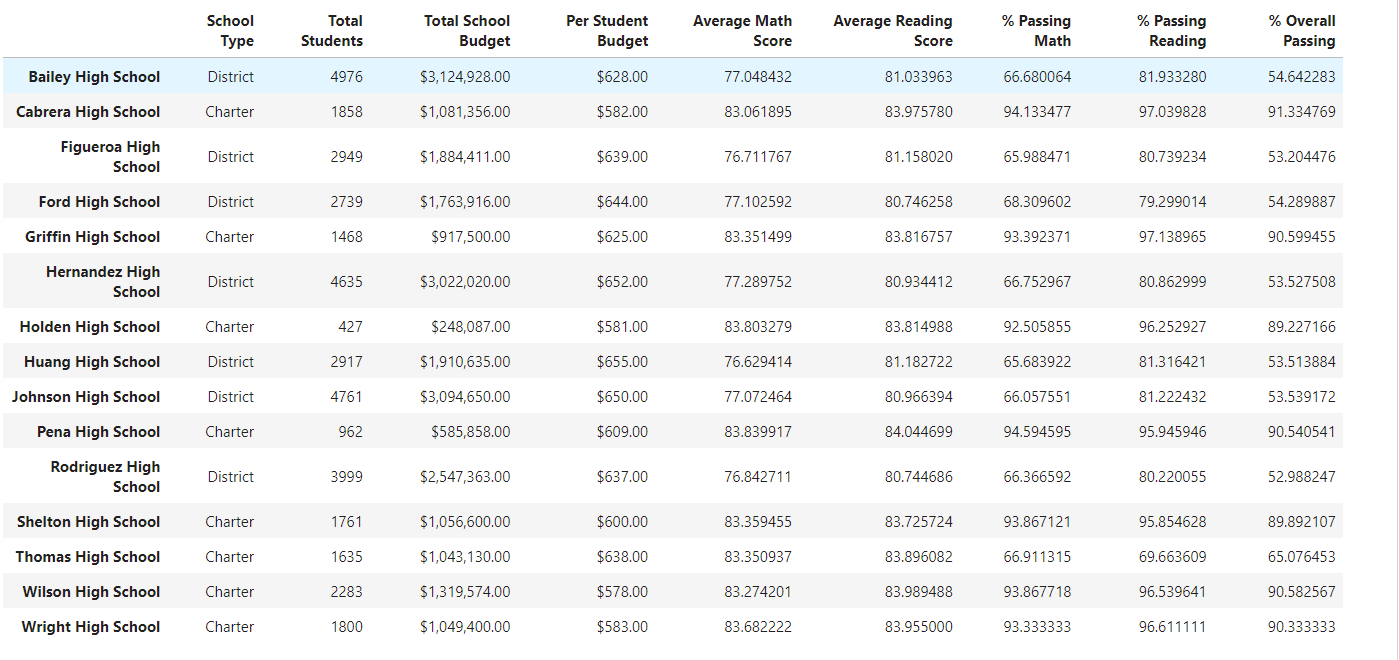 School Type Total Students Total School Budget Per Student Budget Average Math Score Average Reading Score % Passing Math % Passing Reading % Overall Passing
Bailey High School District 4976 $3,124,928.00 $628.00 77.048432 81.033963 66.680064 81.933280 54.642283
Cabrera High School Charter 1858 $1,081,356.00 $582.00 83.061895 83.975780 94.133477 97.039828 91.334769
Figueroa High School District 2949 $1,884,411.00 $639.00 76.711767 81.158020 65.988471 80.739234 53.204476
Ford High School District 2739 $1,763,916.00 $644.00 77.102592 80.746258 68.309602 79.299014 54.289887
Griffin High School Charter 1468 $917,500.00 $625.00 83.351499 83.816757 93.392371 97.138965 90.599455
Hernandez High School District 4635 $3,022,020.00 $652.00 77.289752 80.934412 66.752967 80.862999 53.527508
Holden High School Charter 427 $248,087.00 $581.00 83.803279 83.814988 92.505855 96.252927 89.227166
Huang High School District 2917 $1,910,635.00 $655.00 76.629414 81.182722 65.683922 81.316421 53.513884
Johnson High School District 4761 $3,094,650.00 $650.00 77.072464 80.966394 66.057551 81.222432 53.539172
Pena High School Charter 962 $585,858.00 $609.00 83.839917 84.044699 94.594595 95.945946 90.540541
Rodriguez High School District 3999 $2,547,363.00 $637.00 76.842711 80.744686 66.366592 80.220055 52.988247
Shelton High School Charter 1761 $1,056,600.00 $600.00 83.359455 83.725724 93.867121 95.854628 89.892107
Thomas High School Charter 1635 $1,043,130.00 $638.00 83.350937 83.896082 66.911315 69.663609 65.076453
Wilson High School Charter 2283 $1,319,574.00 $578.00 83.274201 83.989488 93.867718 96.539641 90.582567
Wright High School Charter 1800 $1,049,400.00 $583.00 83.682222 83.955000 93.333333 96.611111 90.333333